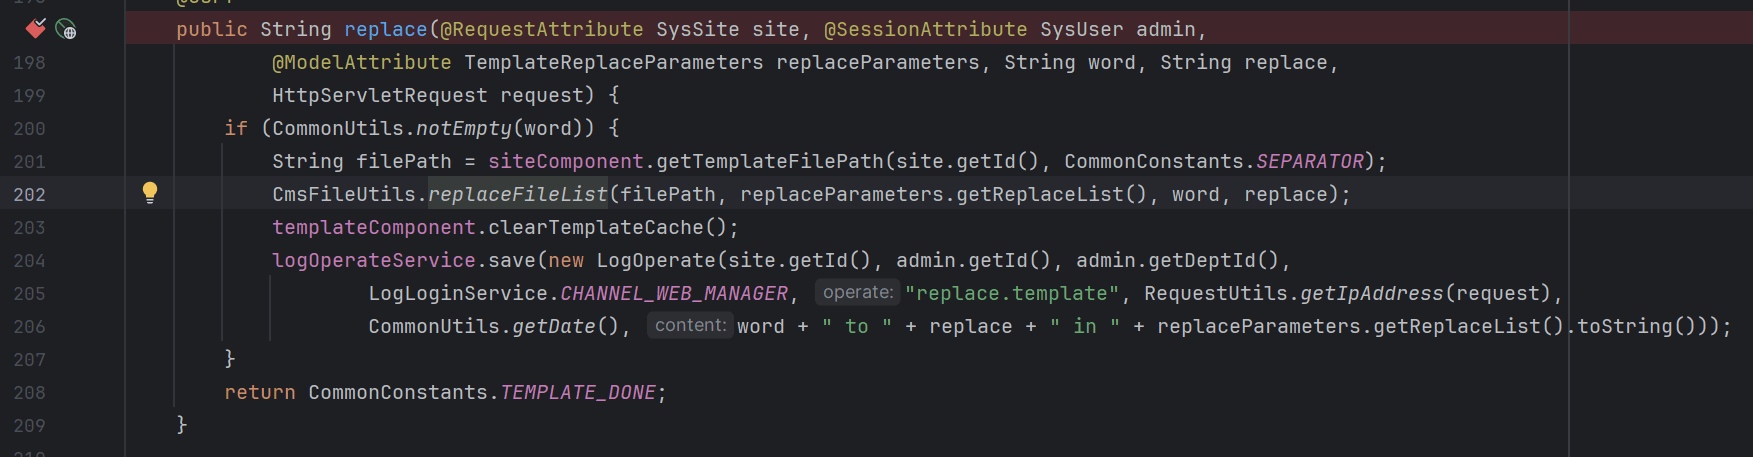 public String replace(@RequestAttribute SysSite site, @SessionAttribute SysUser admin,
198 @ModelAttribute TemplateReplaceParameters replaceParameters, String word, String replace,
199 HttpServletRequest request) {
200 if (CommonUtils.notEmpty(word)) {
201 String filePath = siteComponent.getTemplateFilePath(site.getId(), CommonConstants.SEPARATOR);
202 CmsFileUtils.replaceFileList(filePath, replaceParameters.getReplaceList(), word, replace);
203 templateComponent.clearTemplateCache();
204 logOperateService.save(new LogOperate(site.getId(), admin.getId(), admin.getDeptId(),
205 LogLoginService.CHANNEL_WEB_MANAGER, operate: "replace.template", RequestUtils.getIpAddress(request),
206 CommonUtils.getDate(), content: word + " to " + replace + " in " + replaceParameters.getReplaceList().toString()));
207 }
208 return CommonConstants.TEMPLATE_DONE;
209 }